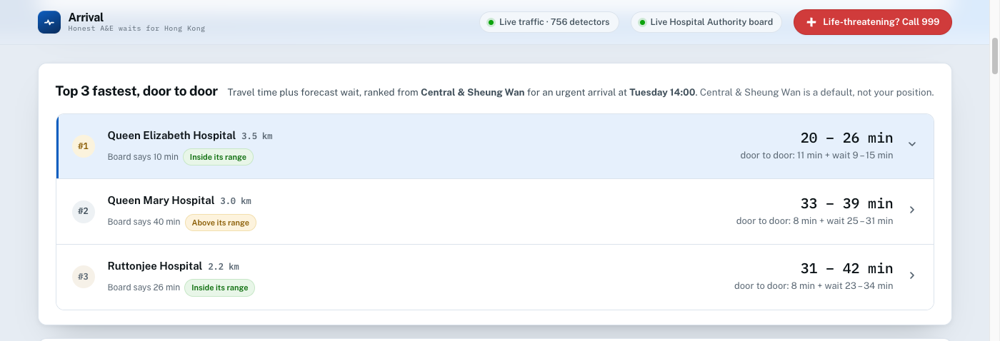 Arrival
Honest A&E waits for Hong Kong
Live traffic · 756 detectors
Live Hospital Authority board
Life-threatening? Call 999
Top 3 fastest, door to door
Travel time plus forecast wait, ranked from Central & Sheung Wan for an urgent arrival at Tuesday 14:00. Central & Sheung Wan is a default, not your position.
#1
Queen Elizabeth Hospital 3.5 km
Board says 10 min Inside its range
20 – 26 min
door to door: 11 min + wait 9–15 min
#2
Queen Mary Hospital 3.0 km
Board says 40 min Above its range
33 – 39 min
door to door: 8 min + wait 25–31 min
#3
Ruttonjee Hospital 2.2 km
Board says 26 min Inside its range
31 – 42 min
door to door: 8 min + wait 23–34 min